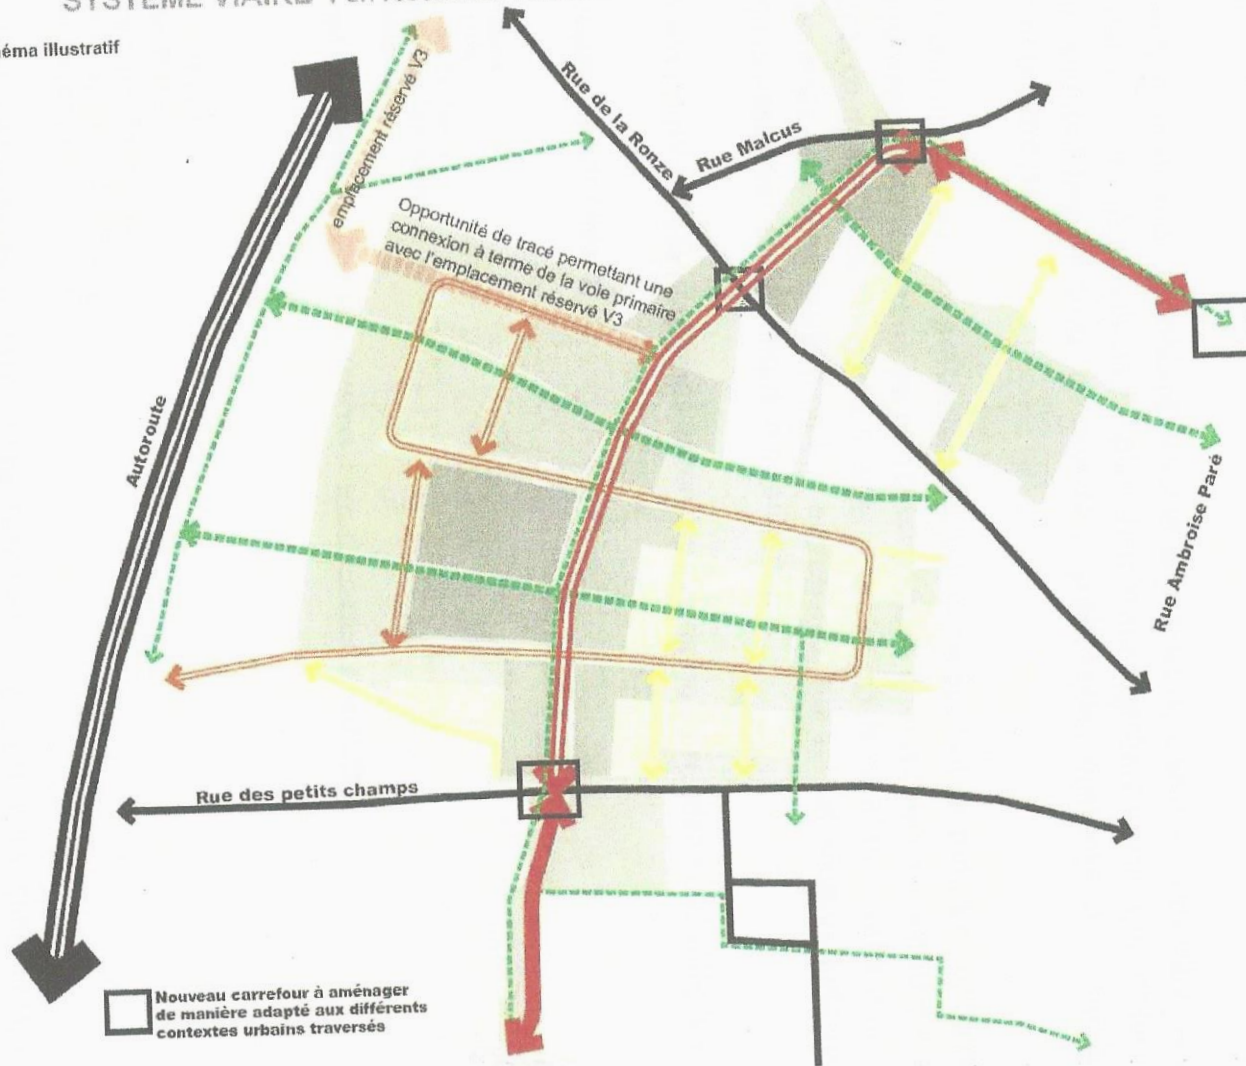 SYSTÈME VIAIRE
éma illustratif
emplacement réservé V3
Rue de la Ronze
Rue Malcus
Opportunité de tracé permettant une
connexion à terme de la voie primaire
avec l'emplacement réservé V3
Autoroute
Rue Ambroise Paré
Rue des petits champs
Nouveau carrefour à aménager
de manière adapté aux différents
contextes urbains traversés